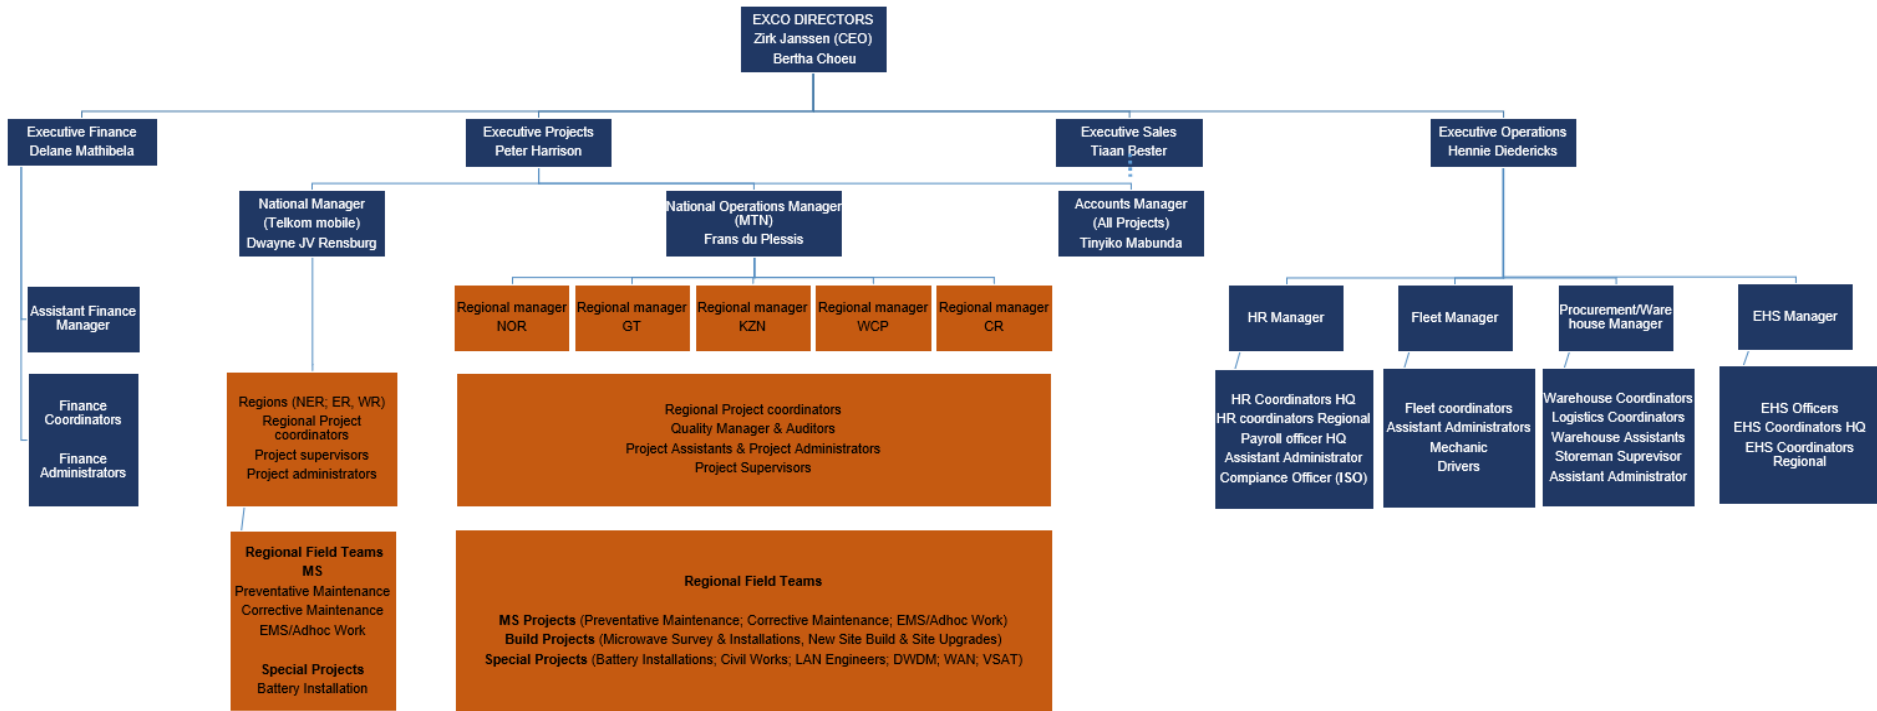 EXCO DIRECTORS
Zirk Janssen (CEO)
Bertha Choeu
Executive Finance
Delane Mathibela
Executive Projects
Peter Harrison
Executive Sales
Tiaan Bester
Executive Operations
Hennie Diedericks
National Manager
(Telkom mobile)
Dwayne JV Rensburg
National Operations Manager
(MTN)
Frans du Plessis
Accounts Manager
(All Projects)
Tinyiko Mabunda
Assistant Finance
Manager
Regional manager
NOR
Regional manager
GT
Regional manager
KZN
Regional manager
WCP
Regional manager
CR
HR Manager
Fleet Manager
Procurement/Ware
house Manager
EHS Manager
Finance
Coordinators
Finance
Administrators
Regions (NER; ER, WR)
Regional Project
coordinators
Project supervisors
Project administrators
Regional Project coordinators
Quality Manager & Auditors
Project Assistants & Project Administrators
Project Supervisors
HR Coordinators HQ
HR coordinators Regional
Payroll officer HQ
Assistant Administrator
Compiance Officer (ISO)
Fleet coordinators
Assistant Administrators
Mechanic
Drivers
Warehouse Coordinators
Logistics Coordinators
Warehouse Assistants
Storeman Suprevisor
Assistant Administrator
EHS Officers
EHS Coordinators HQ
EHS Coordinators
Regional
Regional Field Teams
MS
Preventative Maintenance
Corrective Maintenance
EMS/Adhoc Work
Special Projects
Battery Installation
Regional Field Teams
MS Projects (Preventative Maintenance; Corrective Maintenance; EMS/Adhoc Work)
Build Projects (Microwave Survey & Installations, New Site Build & Site Upgrades)
Special Projects (Battery Installations; Civil Works; LAN Engineers; DWDM; WAN; VSAT)